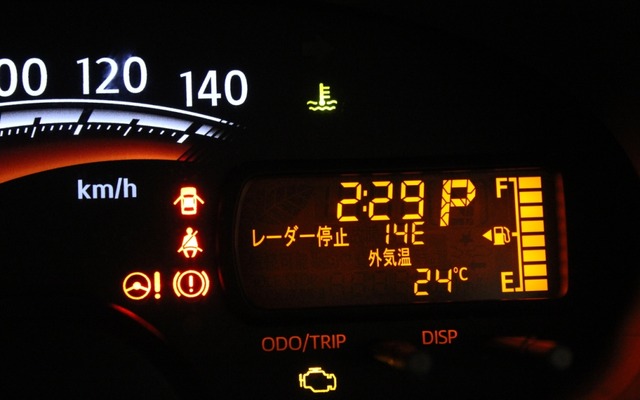 00 120 140
km/h
2:29 P F
レーダー停止 14E
外気温
24℃ E
ODO/TRIP DISP